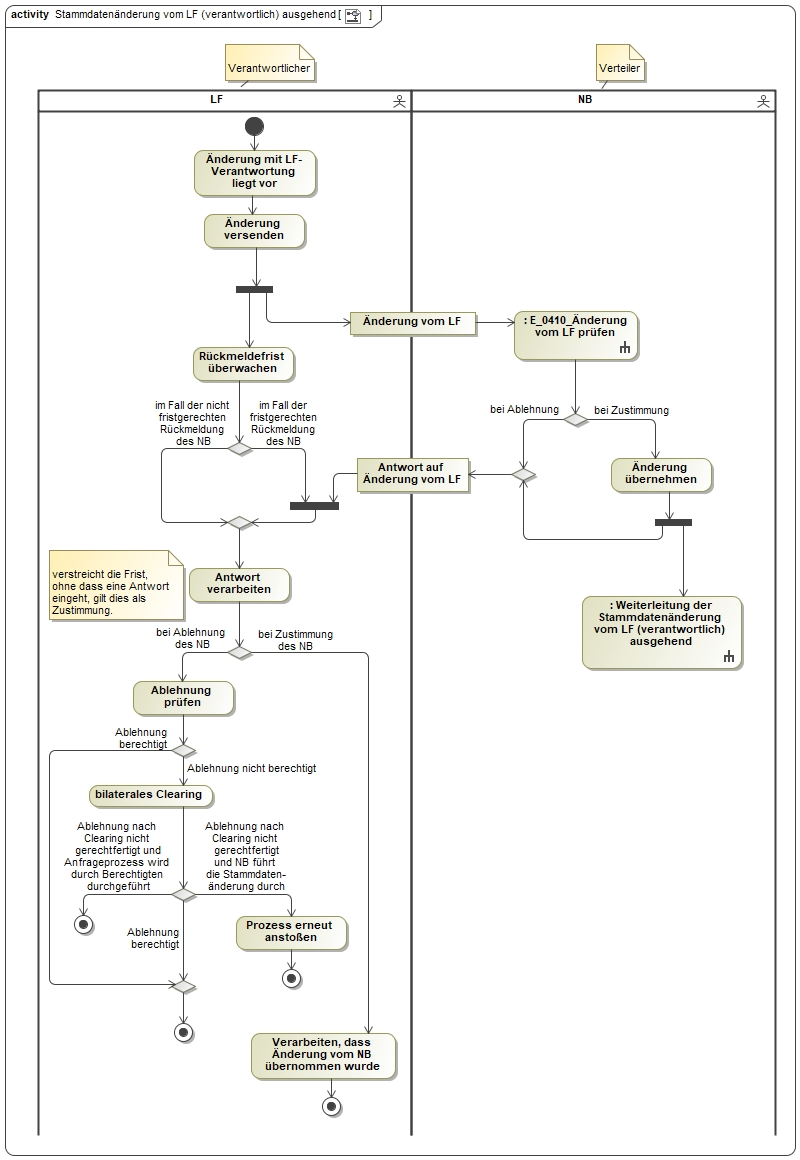 activity Stammdatenänderung vom LF (verantwortlich) ausgehend [ ]
Verantwortlicher
Verteiler
LF
NB
Änderung mit LF-
Verantwortung
liegt vor
Änderung
versenden
Änderung vom LF
: E_0410_Änderung
vom LF prüfen
Rückmeldefrist
überwachen
im Fall der nicht
fristgerechten
Rückmeldung
des NB
im Fall der
fristgerechten
Rückmeldung
des NB
bei Ablehnung
bei Zustimmung
Antwort auf
Änderung vom LF
Änderung
übernehmen
verstreicht die Frist,
ohne dass eine Antwort
eingeht, gilt dies als
Zustimmung.
Antwort
verarbeiten
: Weiterleitung der
Stammdatenänderung
vom LF (verantwortlich)
ausgehend
bei Ablehnung
des NB
bei Zustimmung
des NB
Ablehnung
prüfen
Ablehnung
berechtigt
Ablehnung nicht berechtigt
bilaterales Clearing
Ablehnung nach
Clearing nicht
gerechtfertigt und
Anfrageprozess wird
durch Berechtigten
durchgeführt
Ablehnung nach
Clearing nicht
gerechtfertigt
und NB führt
die Stammdaten-
änderung durch
Ablehnung
berechtigt
Prozess erneut
anstoßen
Verarbeiten, dass
Änderung vom NB
übernommen wurde